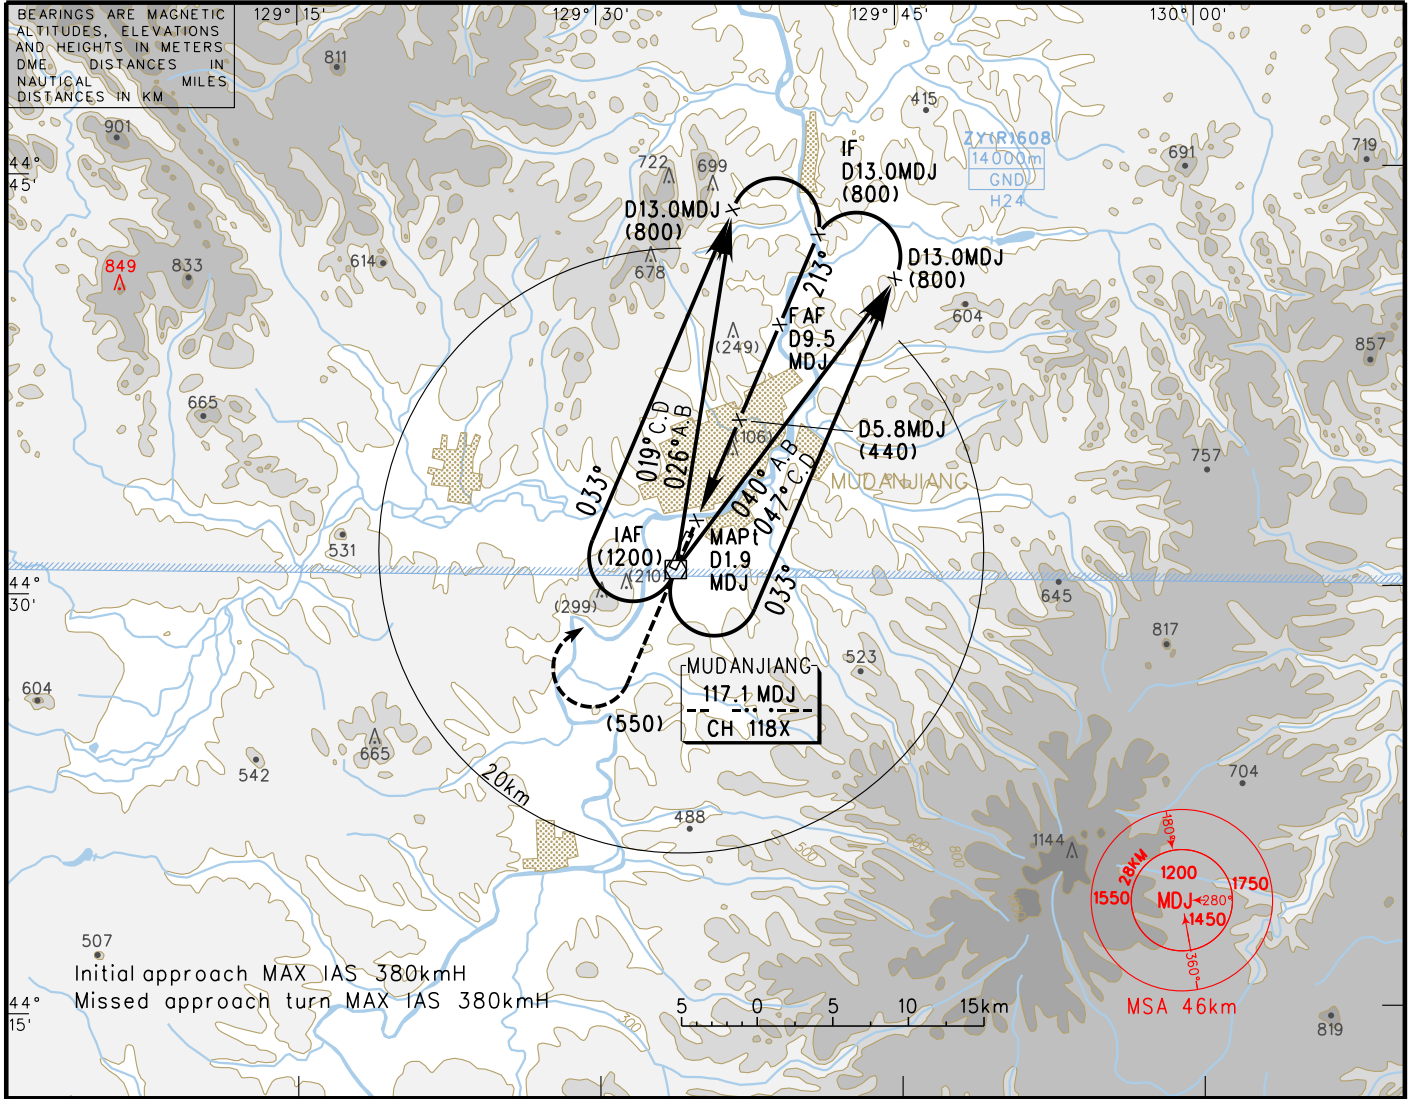 BEARINGS ARE MAGNETIC
ALTITUDES, ELEVATIONS
AND HEIGHTS IN METERS
DME DISTANCES IN
NAUTICAL MILES
DISTANCES IN KM
129° 15'
129° 30'
129° 45'
130° 00'
811
901
415
ZY(R)608
14000m
GND
H24
691
719
44°
45'
722
699
IF
D13.0MDJ
(800)
D13.0MDJ
(800)
678
614
849
833
213°
D13.0MDJ
(800)
604
FAF
D9.5
MDJ
(249)
857
665
019° C.D
026° A.B
(106)
D5.8MDJ
(440)
040° A.B
047° C.D
MUDANJIANG
757
033°
531
IAF
(1200)
(210)
MAPt
D1.9
MDJ
033°
(299)
44°
30'
645
817
523
604
MUDANJIANG
117.1 MDJ
CH 118X
(550)
665
542
20km
704
488
500
600
800
1144
180°
28KM
1200
1550
MDJ
280°
1750
1450
360°
MSA 46km
507
Initial approach MAX IAS 380kmH
Missed approach turn MAX IAS 380kmH
44°
15'
300
5 0 5 10 15km
819